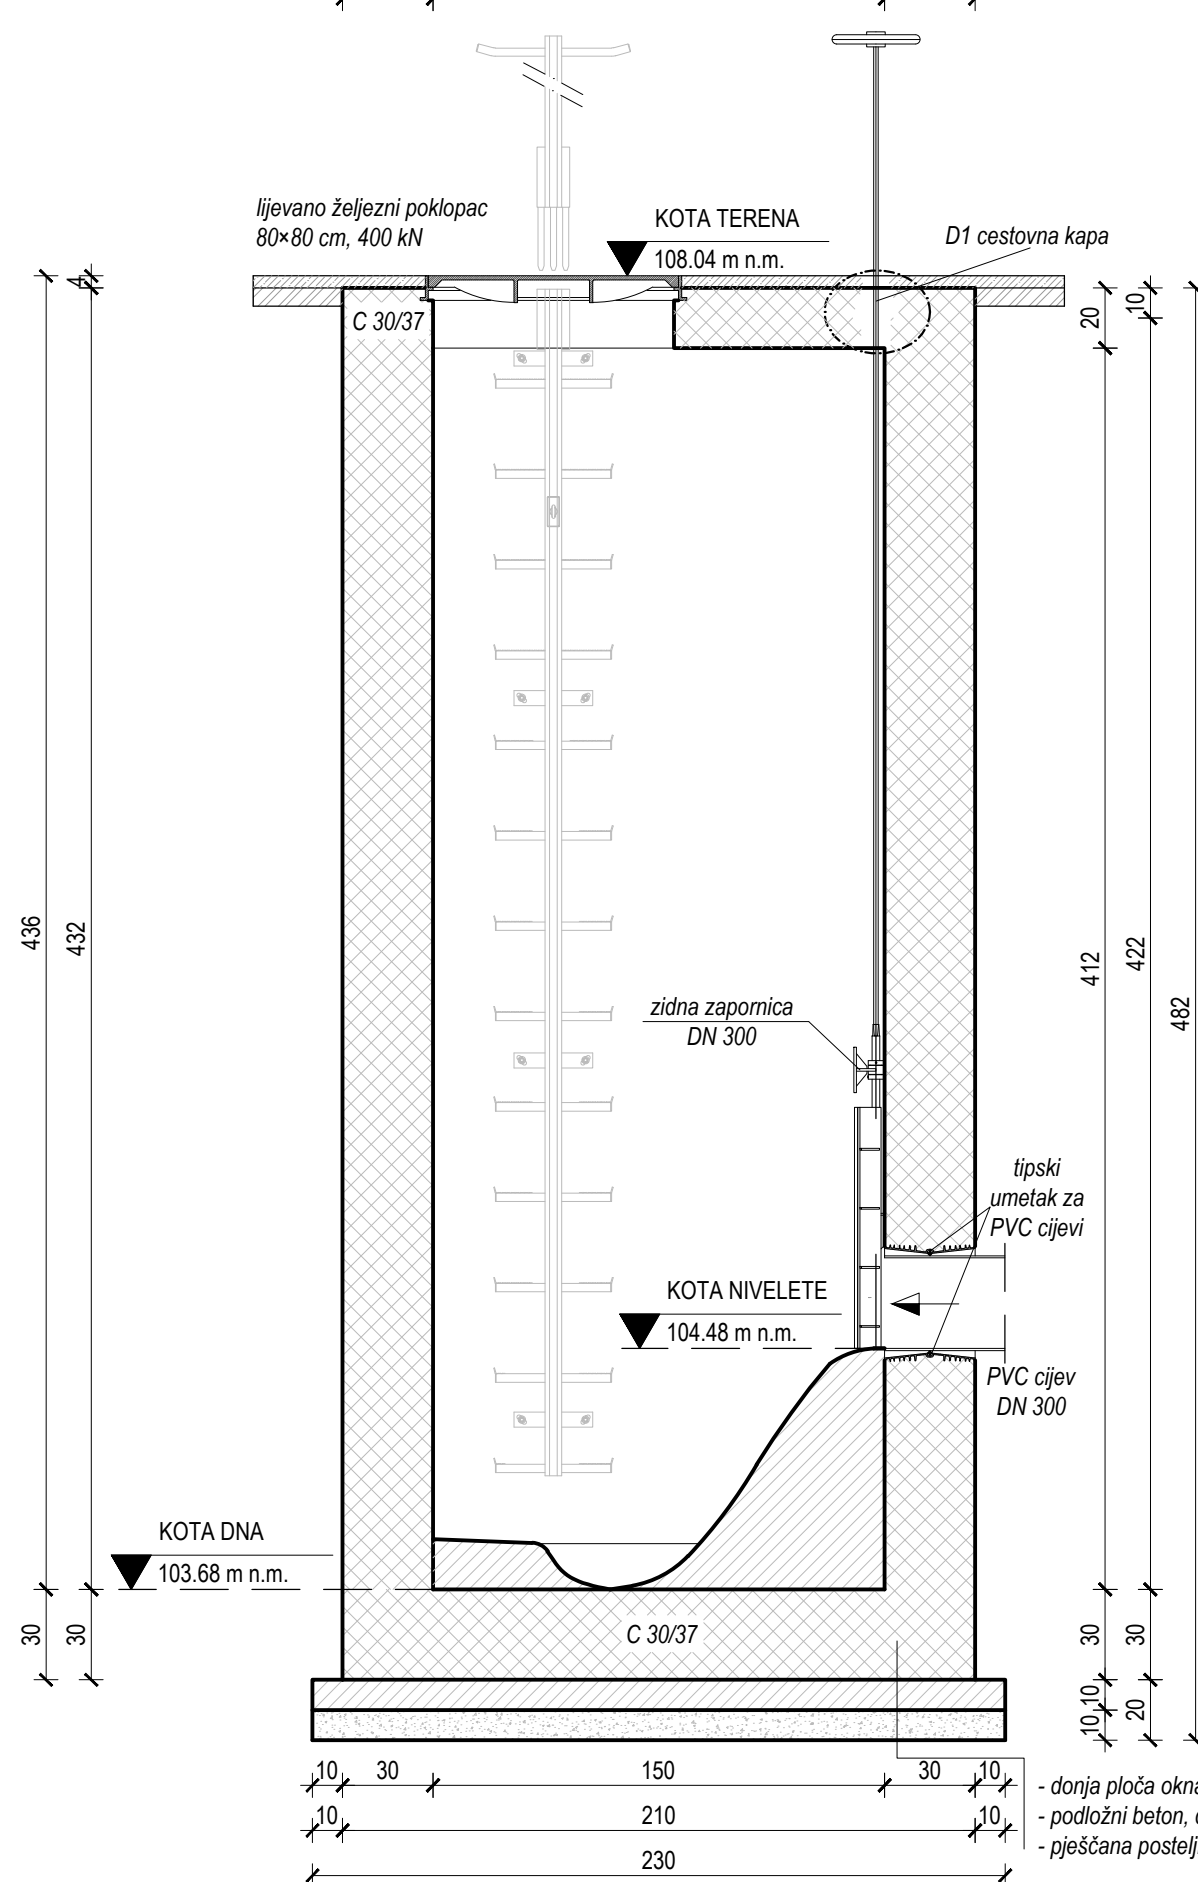 lijevano željezni poklopac
80×80 cm, 400 kN
KOTA TERENA
108.04 m n.m.
D1 cestovna kapa
C 30/37
4
20
10
436
432
412
422
482
zidna zapornica
DN 300
tipski
umetak za
PVC cijevi
KOTA NIVELETE
104.48 m n.m.
PVC cijev
DN 300
KOTA DNA
103.68 m n.m.
C 30/37
30
30
30
30
10
10
20
10
30
150
30
10
10
210
10
230
- donja ploča okna
- podložni beton,
- pješčana